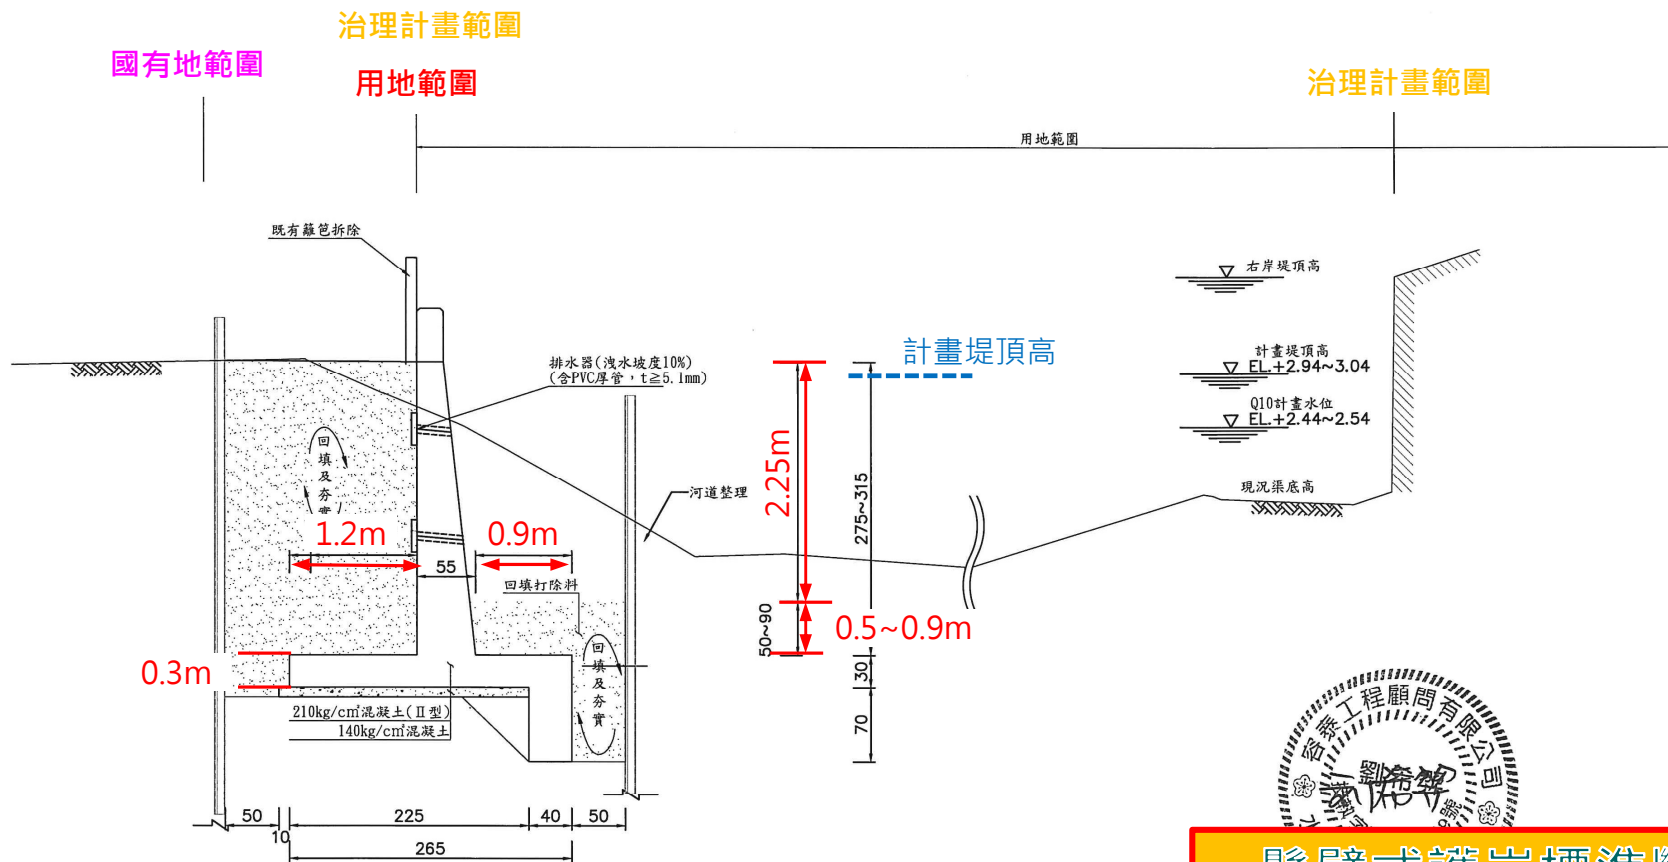 治理計畫範圍
國有地範圍
用地範圍
治理計畫範圍
用地範圍
既有籬笆拆除
右岸堤頂高
計畫堤頂高
計畫堤頂高
EL.+2.94~3.04
排水器(洩水坡度10%)
(含PVC厚管，t≧5.1mm)
Q10計畫水位
EL.+2.44~2.54
回填及夯實
2.25m
275~315
河道整理
現況渠底高
1.2m
0.9m
55
回填打除料
50~90
0.5~0.9m
0.3m
回填及夯實
30
210kg/cm²混凝土(Ⅱ型)
140kg/cm²混凝土
70
容泰工程顧問有限公司
50
225
40
50
10
265